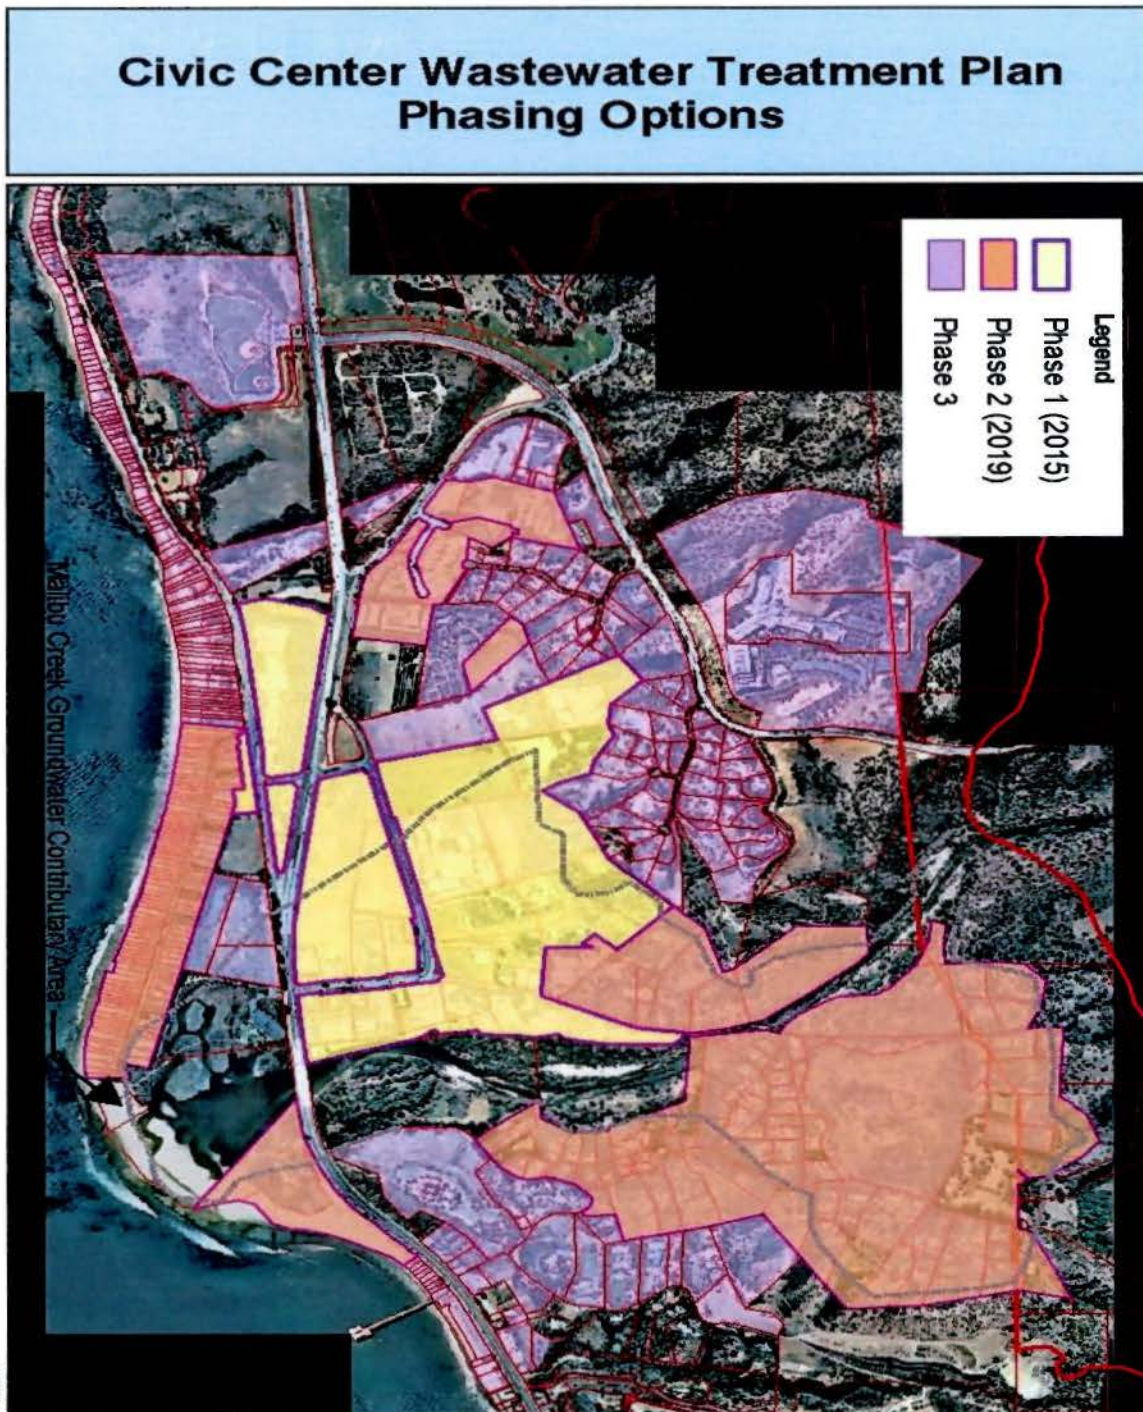 Civic Center Wastewater Treatment Plan
Phasing Options
Legend
Phase 1 (2015)
Phase 2 (2019)
Phase 3
Malibu Creek Groundwater Contributary Area